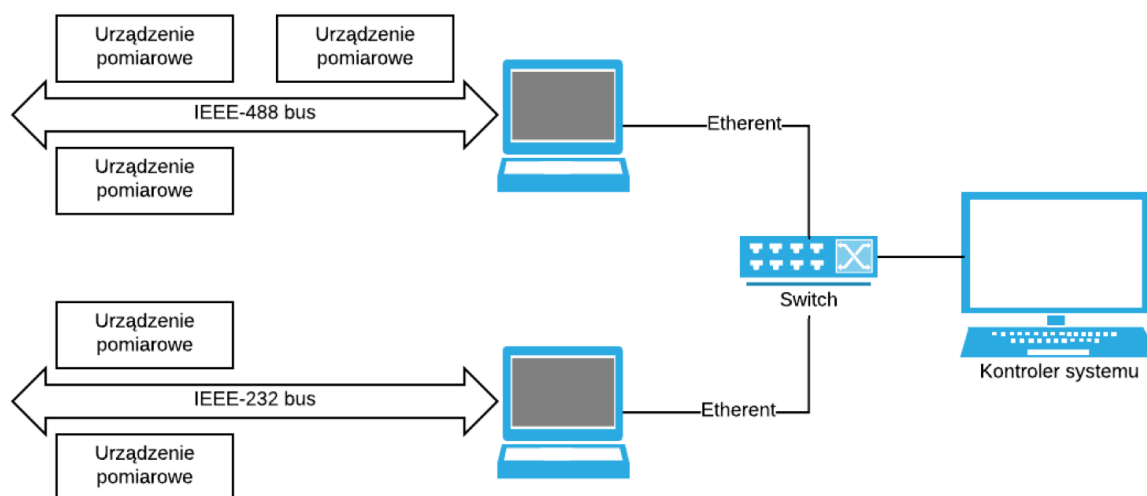 Urządzenie
pomiarowe
Urządzenie
pomiarowe
IEEE-488 bus
Urządzenie
pomiarowe
Etherent
Switch
Kontroler systemu
Urządzenie
pomiarowe
IEEE-232 bus
Urządzenie
pomiarowe
Etherent